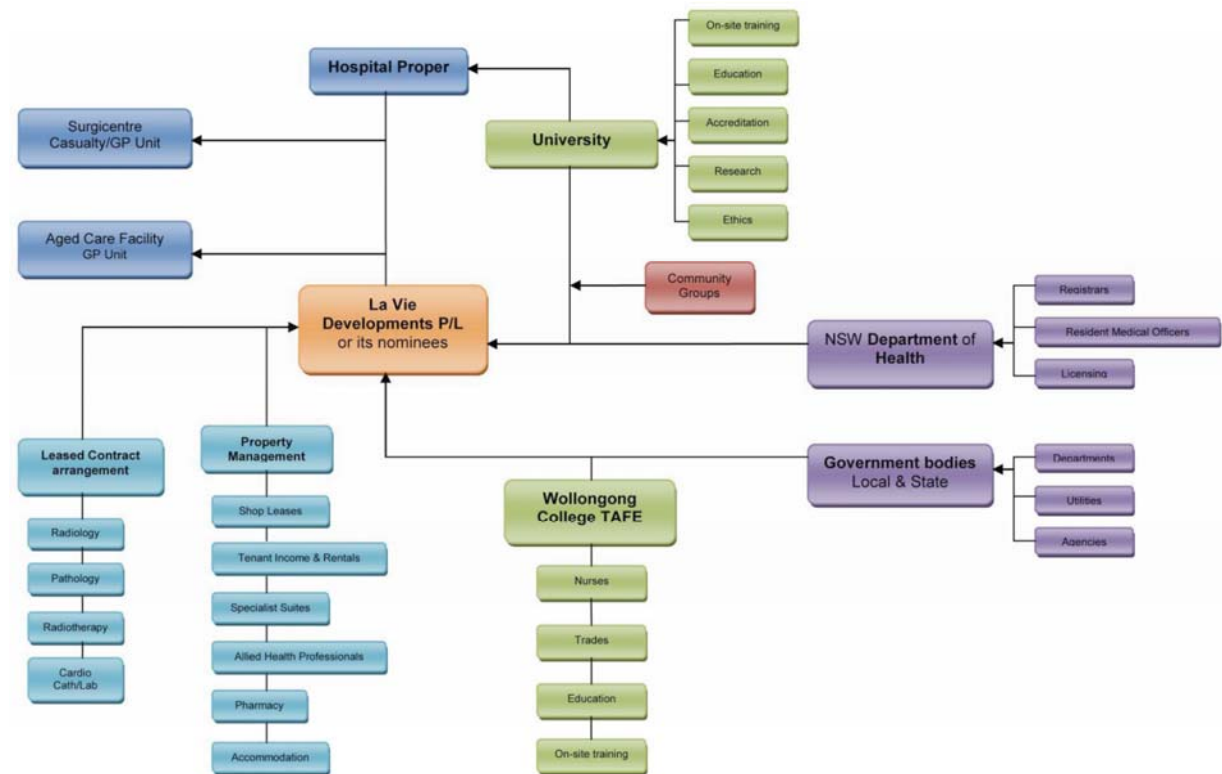 On-site training
Hospital Proper
Education
Surgicentre
Casualty/GP Unit
University
Accreditation
Research
Ethics
Aged Care Facility
GP Unit
Community
Groups
La Vie
Developments P/L
or its nominees
Registrars
NSW Department of
Health
Resident Medical Officers
Licensing
Leased Contract
arrangement
Property
Management
Government bodies
Local & State
Departments
Utilities
Agencies
Wollongong
College TAFE
Radiology
Pathology
Radiotherapy
Cardio
Cath/Lab
Shop Leases
Tenant Income & Rentals
Specialist Suites
Allied Health Professionals
Pharmacy
Accommodation
Nurses
Trades
Education
On-site training